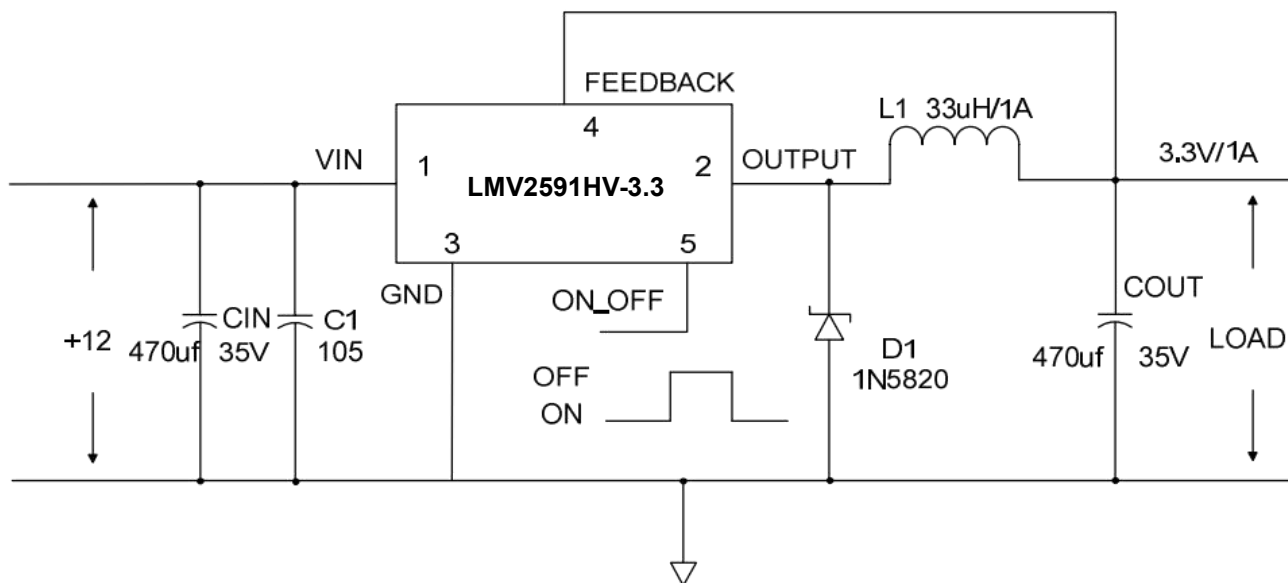 FEEDBACK
4
L1 33uH/1A
VIN
1
LMV2591HV-3.3
2
OUTPUT
3.3V/1A
3
5
GND
ON_OFF
+12
CIN
470uf 35V
C1
105
OFF
ON
D1
1N5820
COUT
470uf 35V
LOAD